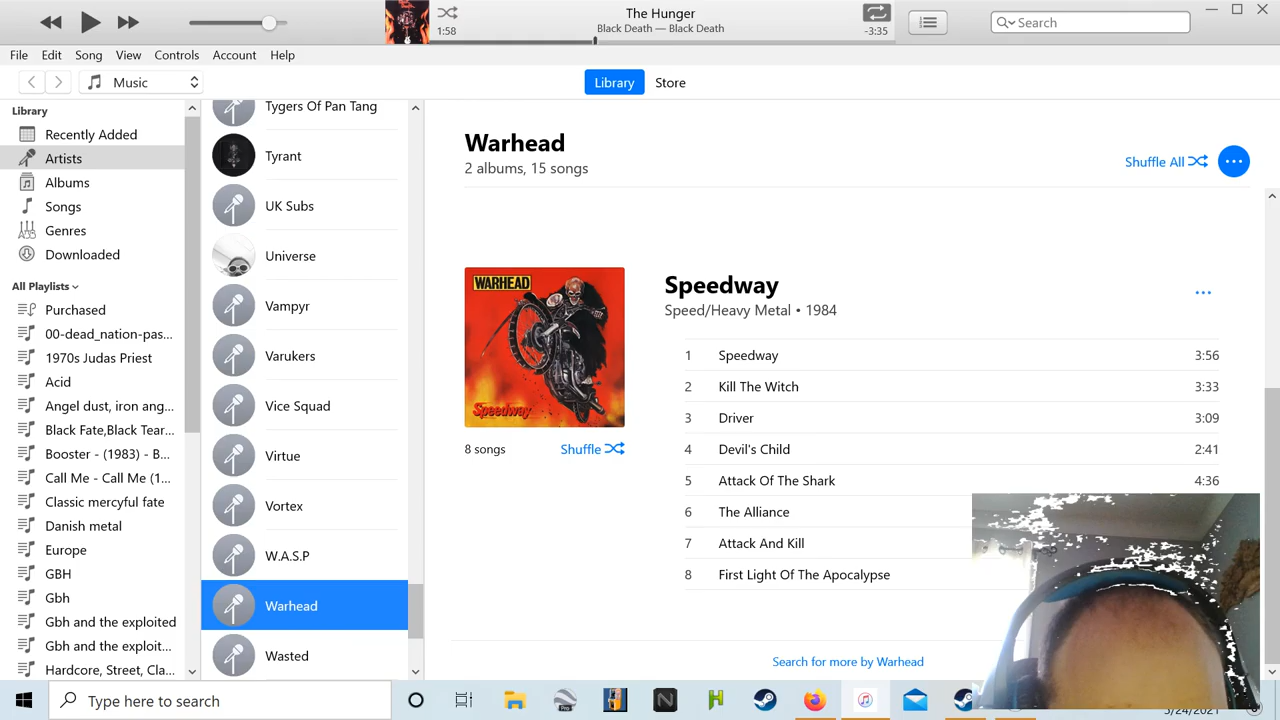 The Hunger
Black Death — Black Death
1:58
-3:35
Search
File Edit Song View Controls Account Help
Music
Library Store
Library
Recently Added
Artists
Albums
Songs
Genres
Downloaded
All Playlists
Purchased
00-dead_nation-pas...
1970s Judas Priest
Acid
Angel dust, iron ang...
Black Fate,Black Tear...
Booster - (1983) - B...
Call Me - Call Me (1...
Classic mercyful fate
Danish metal
Europe
GBH
Gbh
Gbh and the exploited
Gbh and the exploit...
Hardcore, Street, Cla...
Tygers Of Pan Tang
Tyrant
UK Subs
Universe
Vampyr
Varukers
Vice Squad
Virtue
Vortex
W.A.S.P
Warhead
Wasted
Warhead
2 albums, 15 songs
Shuffle All
WARHEAD
Speedway
8 songs
Shuffle
Speedway
Speed/Heavy Metal • 1984
1 Speedway 3:56
2 Kill The Witch 3:33
3 Driver 3:09
4 Devil's Child 2:41
5 Attack Of The Shark 4:36
6 The Alliance
7 Attack And Kill
8 First Light Of The Apocalypse
Search for more by Warhead
Type here to search
Pro
N
H